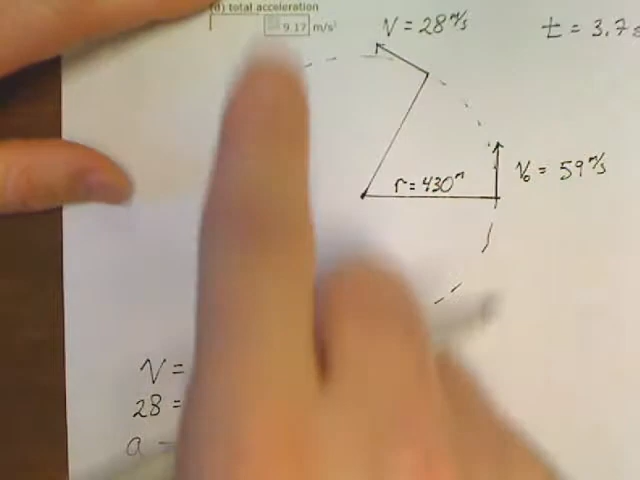 (d) total acceleration
9.17 m/s²
V = 28 m/s
t = 3.7
r = 430 m
V₀ = 59 m/s
V =
28 =
a